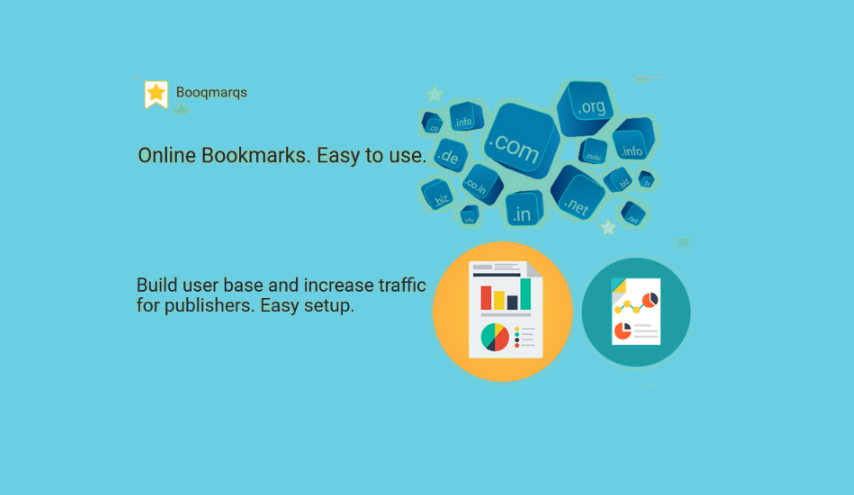 Booqmarqs
Online Bookmarks. Easy to use.
.org
.info
.com
.info
.de
.co.in
.biz
.in
.net
.biz
Build user base and increase traffic
for publishers. Easy setup.